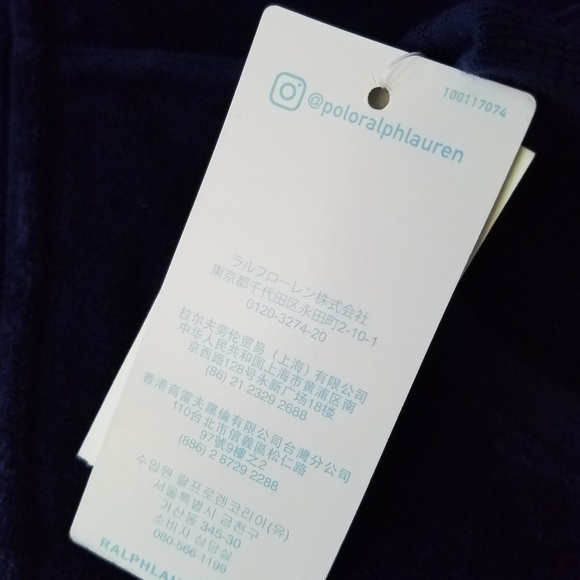 100117074
@poloralphlauren
ラルフローレン株式会社
東京都千代田区永田町2-10-1
0120-3274-20
拉尔夫劳伦贸易（上海）有限公司
中华人民共和国上海市黄浦区南
京西路128号永新广场18楼
(86) 21 2329 2688
香港商雷夫羅倫有限公司台灣分公司
110台北市信義區松仁路
97號9樓之2
(886) 2 8729 2288
수입원 랄프로렌코리아(유)
서울특별시 금천구
가산동 345-30
소비자 상담실
080-566-1199